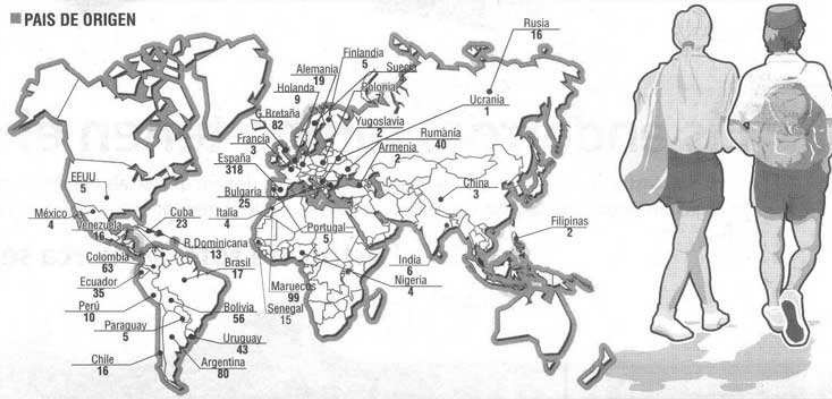 PAIS DE ORIGEN
Rusia
16
Finlandia
5
Suecia
Alemania
19
Polonia
Holanda
9
Ucrania
1
G.Bretaña
82
Yugoslavia
2
Rumanía
40
Francia
3
Armenia
2
España
318
EEUU
5
China
3
Bulgaria
25
México
4
Cuba
23
Italia
4
Venezuela
16
Portugal
5
Filipinas
2
R.Dominicana
13
Colombia
63
Brasil
17
India
6
Ecuador
35
Nigeria
4
Marruecos
99
Perú
10
Bolivia
56
Senegal
15
Paraguay
5
Uruguay
43
Chile
16
Argentina
80